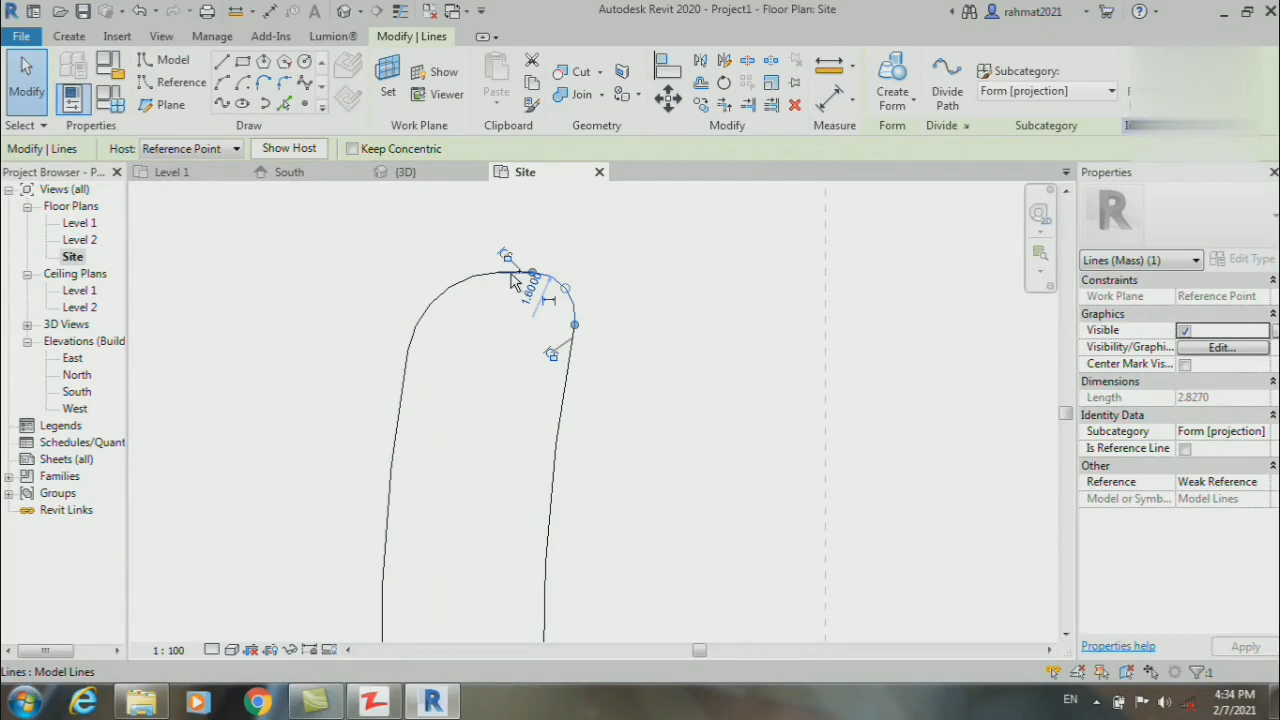 Autodesk Revit 2020 - Project1 - Floor Plan: Site
rahmat2021
File Create Insert View Manage Add-Ins Lumion® Modify | Lines
Modify
Model
Reference
Plane
Set
Show
Viewer
Paste
Cut
Join
Create Form
Divide Path
Subcategory:
Form [projection]
Select Properties Draw Work Plane Clipboard Geometry Modify Measure Form Divide Subcategory
Modify | Lines Host: Reference Point Show Host Keep Concentric
Project Browser - P...
Level 1 South {3D} Site
Properties
Views (all)
Floor Plans
Level 1
Level 2
Site
Ceiling Plans
Level 1
Level 2
3D Views
Elevations (Build
East
North
South
West
Legends
Schedules/Quant
Sheets (all)
Families
Groups
Revit Links
2D
Lines (Mass) (1) Edit Type
Constraints
Work Plane Reference Point
Graphics
Visible
Visibility/Graphi... Edit...
Center Mark Vis...
Dimensions
Length 2.8270
Identity Data
Subcategory Form [projection]
Is Reference Line
Other
Reference Weak Reference
Model or Symb... Model Lines
Properties help Apply
1 : 100
Lines : Model Lines
:1
EN
4:34 PM
2/7/2021